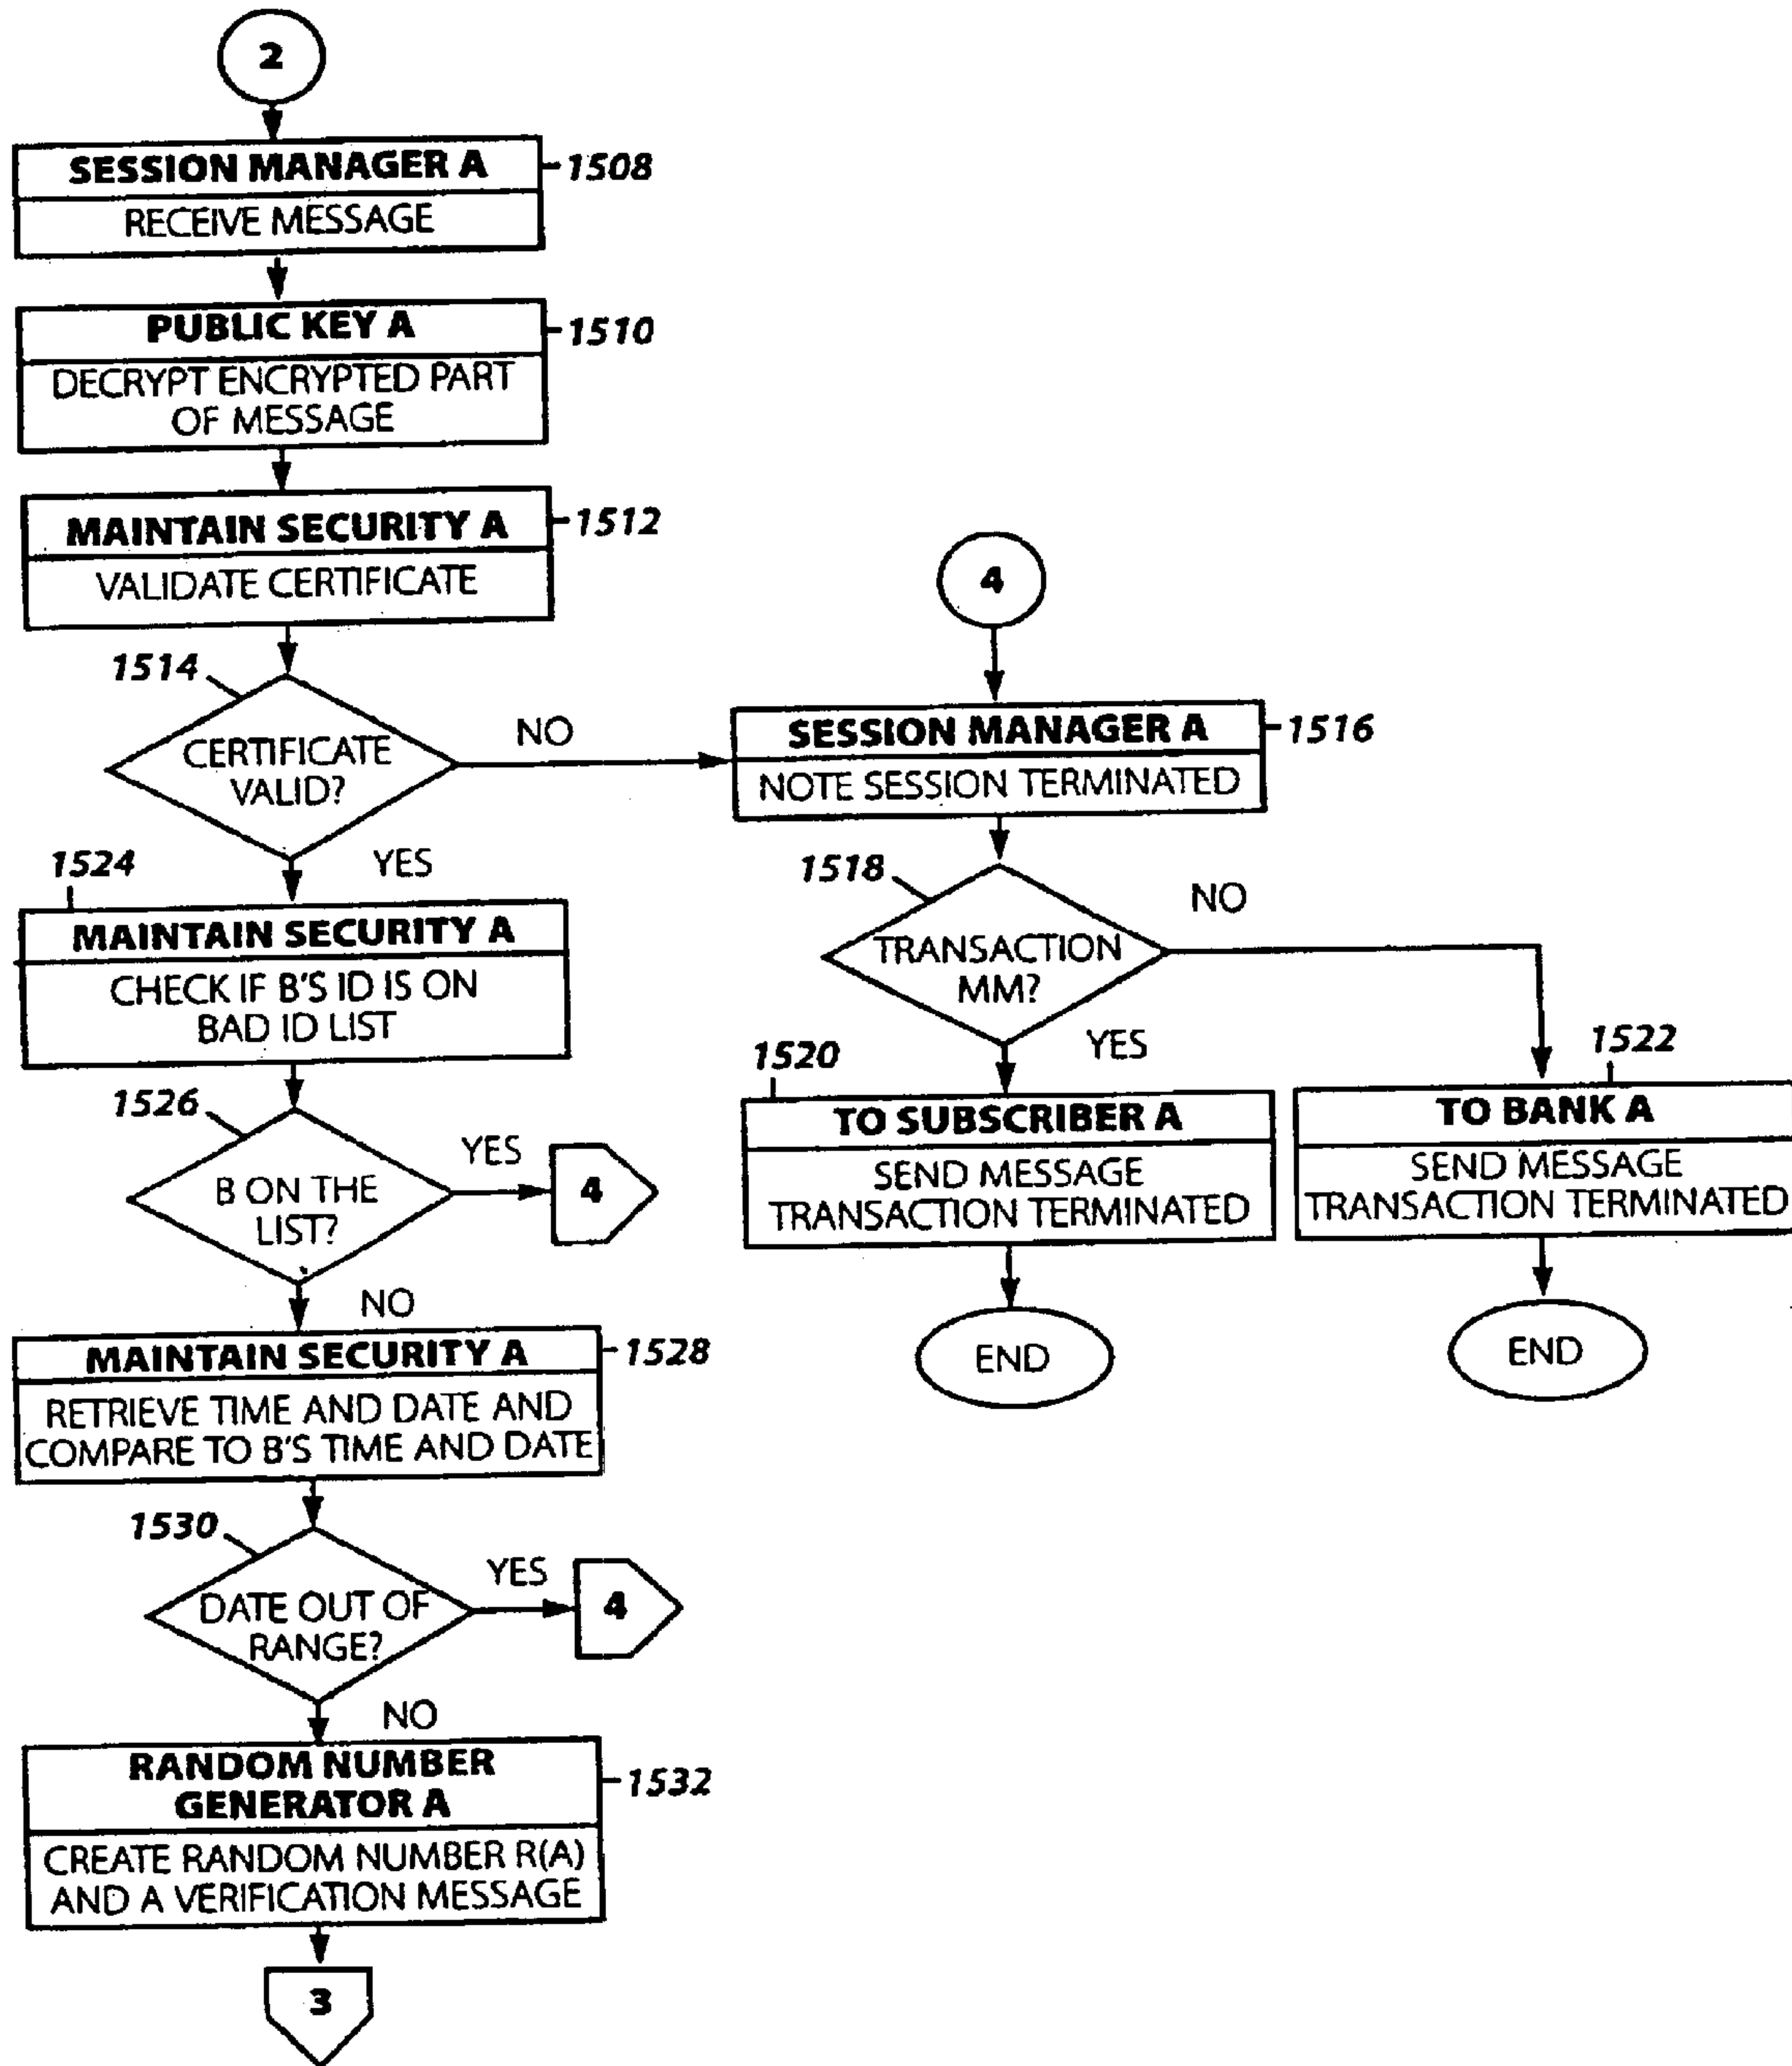 2
SESSION MANAGER A
1508
RECEIVE MESSAGE
PUBLIC KEY A
1510
DECRYPT ENCRYPTED PART
OF MESSAGE
MAINTAIN SECURITY A
1512
VALIDATE CERTIFICATE
1514
CERTIFICATE
VALID?
NO
YES
4
SESSION MANAGER A
1516
NOTE SESSION TERMINATED
1518
TRANSACTION
MM?
NO
YES
1520
TO SUBSCRIBER A
SEND MESSAGE
TRANSACTION TERMINATED
END
1522
TO BANK A
SEND MESSAGE
TRANSACTION TERMINATED
END
1524
MAINTAIN SECURITY A
CHECK IF B'S ID IS ON
BAD ID LIST
1526
B ON THE
LIST?
YES
4
NO
MAINTAIN SECURITY A
1528
RETRIEVE TIME AND DATE AND
COMPARE TO B'S TIME AND DATE
1530
DATE OUT OF
RANGE?
YES
4
NO
RANDOM NUMBER
GENERATOR A
1532
CREATE RANDOM NUMBER R(A)
AND A VERIFICATION MESSAGE
3